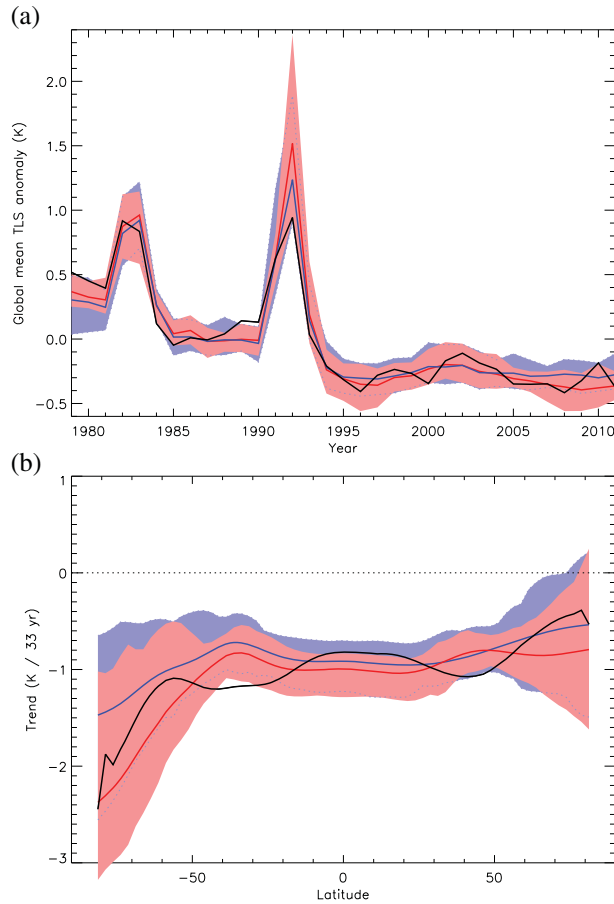 (a)
Global mean TLS anomaly (K)
2.0
1.5
1.0
0.5
0.0
−0.5
1980 1985 1990 1995 2000 2005 2010
Year
(b)
Trend (K / 33 yr)
1
0
−1
−2
−3
−50 0 50
Latitude